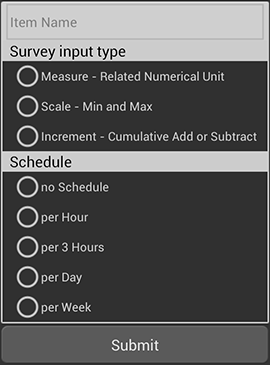 Item Name
Survey input type
Measure - Related Numerical Unit
Scale - Min and Max
Increment - Cumulative Add or Subtract
Schedule
no Schedule
per Hour
per 3 Hours
per Day
per Week
Submit